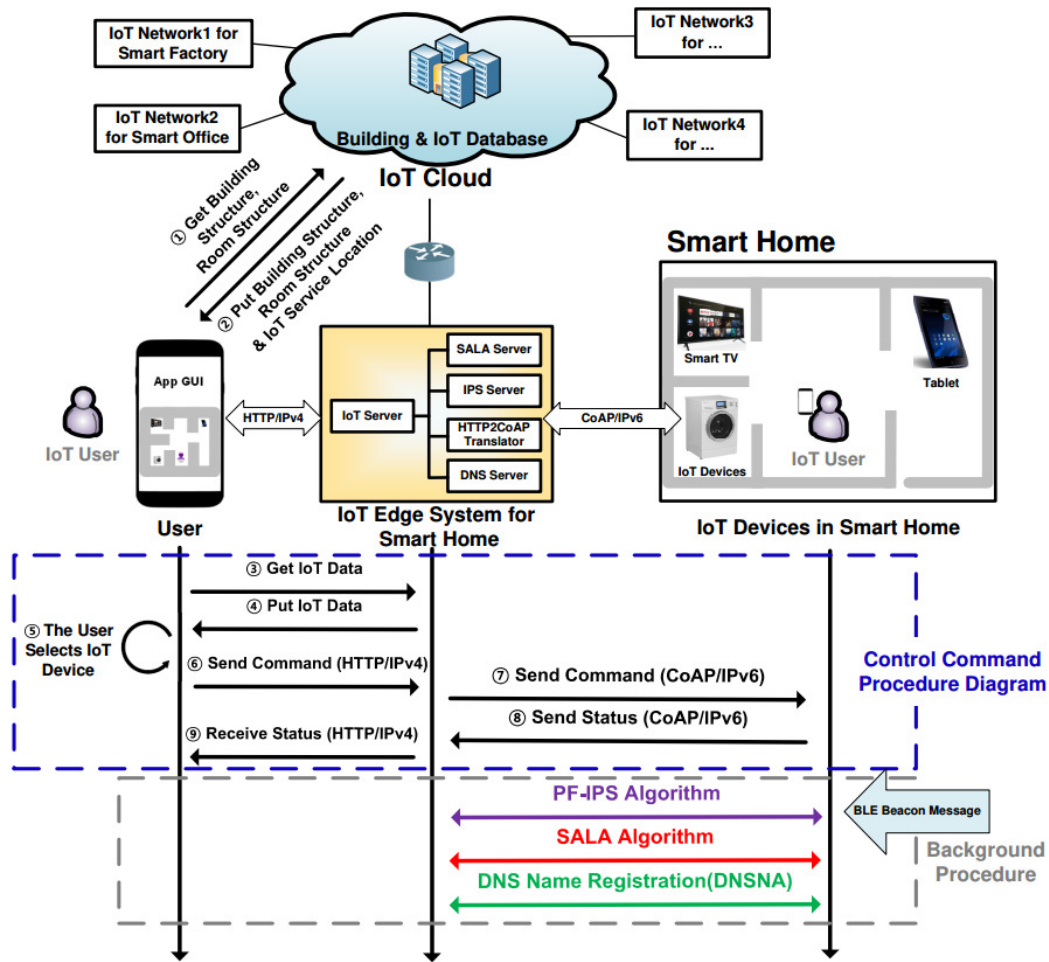 IoT Network1 for
Smart Factory
IoT Network3
for ...
IoT Network2
for Smart Office
IoT Network4
for ...
Building & IoT Database
IoT Cloud
① Get Building
Structure,
Room Structure
② Put Building Structure,
Room Structure
& IoT Service Location
Smart Home
App GUI
IoT User
User
HTTP/IPv4
IoT Server
SALA Server
IPS Server
HTTP2CoAP
Translator
DNS Server
IoT Edge System for
Smart Home
CoAP/IPv6
Smart TV
Tablet
IoT Devices
IoT User
IoT Devices in Smart Home
③ Get IoT Data
④ Put IoT Data
⑤ The User
Selects IoT
Device
⑥ Send Command (HTTP/IPv4)
⑦ Send Command (CoAP/IPv6)
⑧ Send Status (CoAP/IPv6)
⑨ Receive Status (HTTP/IPv4)
Control Command
Procedure Diagram
PF-IPS Algorithm
BLE Beacon Message
SALA Algorithm
DNS Name Registration(DNSNA)
Background
Procedure